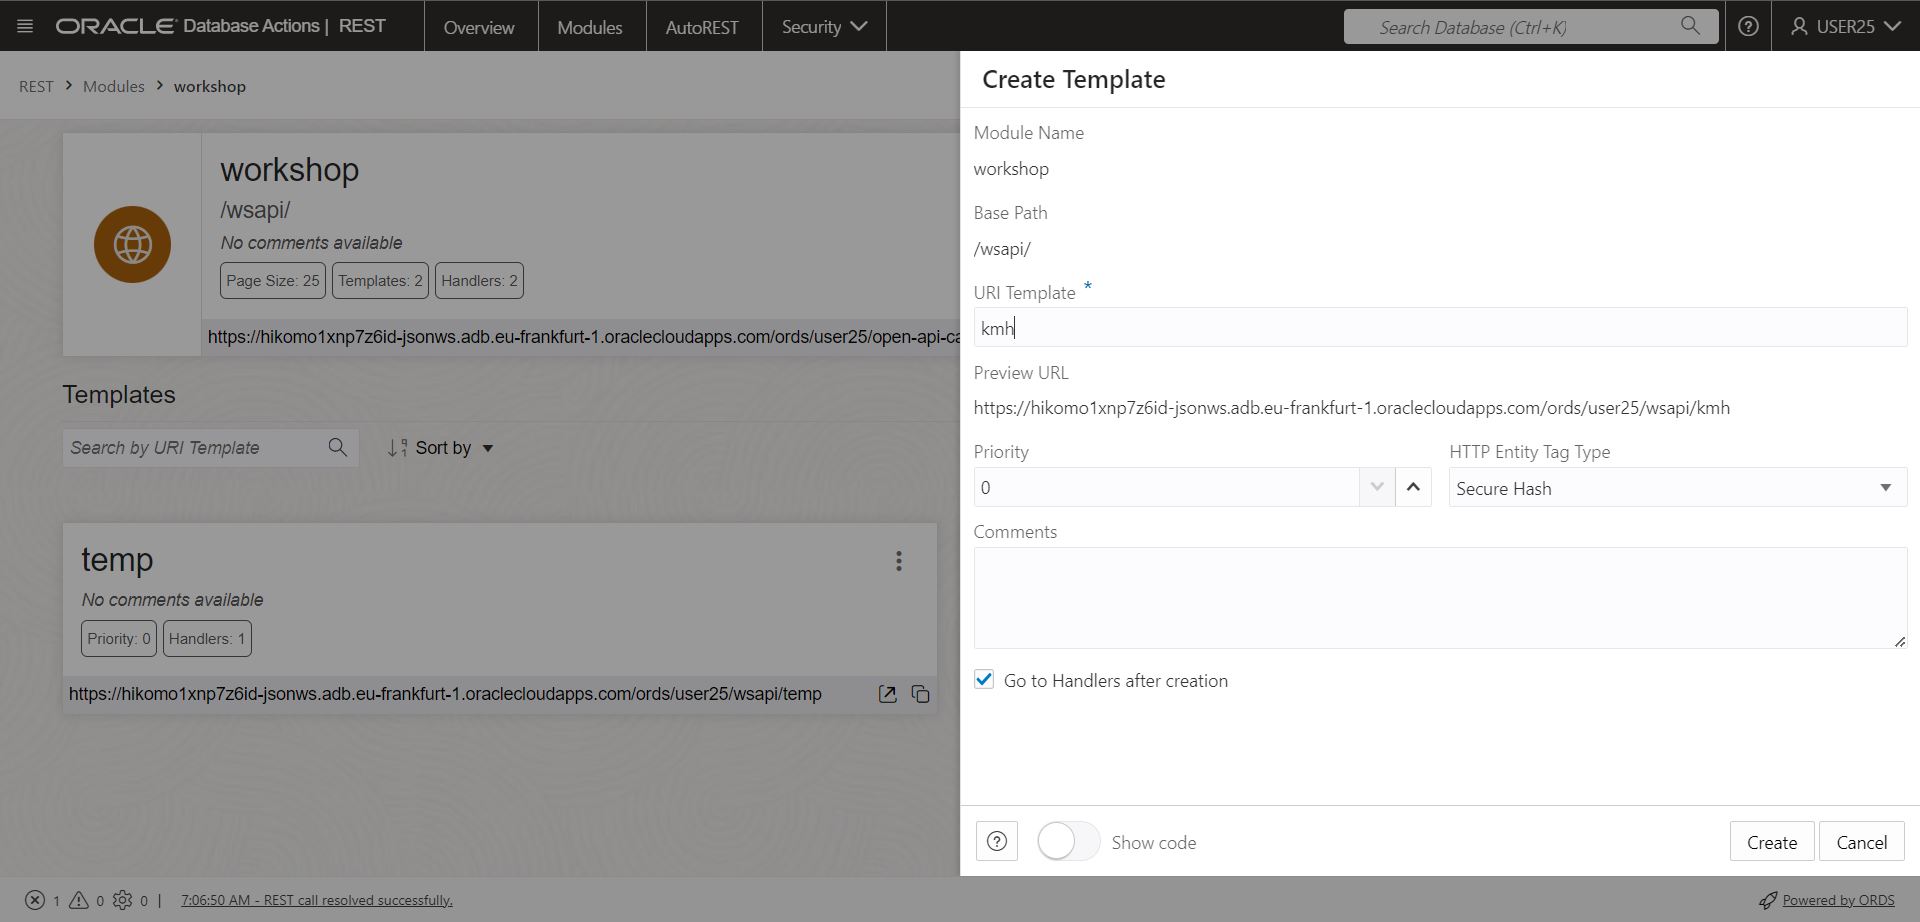 ORACLE Database Actions | REST
Overview
Modules
AutoREST
Security
Search Database (Ctrl+K)
USER25
REST > Modules > workshop
workshop
/wsapi/
No comments available
Page Size: 25
Templates: 2
Handlers: 2
https://hikomo1xnp7z6id-jsonws.adb.eu-frankfurt-1.oraclecloudapps.com/ords/user25/open-api-ca
Templates
Search by URI Template
Sort by
temp
No comments available
Priority: 0
Handlers: 1
https://hikomo1xnp7z6id-jsonws.adb.eu-frankfurt-1.oraclecloudapps.com/ords/user25/wsapi/temp
Create Template
Module Name
workshop
Base Path
/wsapi/
URI Template *
kmh
Preview URL
https://hikomo1xnp7z6id-jsonws.adb.eu-frankfurt-1.oraclecloudapps.com/ords/user25/wsapi/kmh
Priority
0
HTTP Entity Tag Type
Secure Hash
Comments
Go to Handlers after creation
Show code
Create
Cancel
1 0 0 | 7:06:50 AM - REST call resolved successfully.
Powered by ORDS